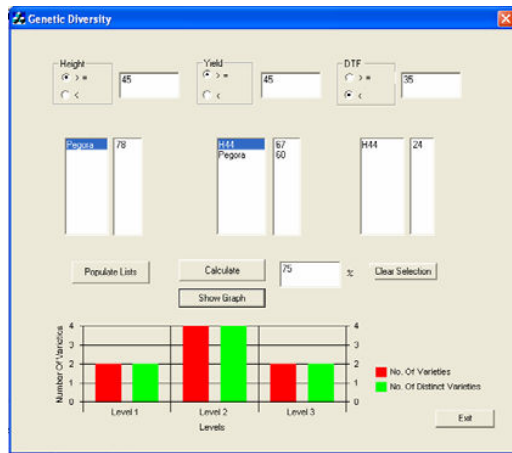 Genetic Diversity
Height
> =
<
45
Yield
> =
<
45
DTF
> =
<
35
Pegora
78
H44
Pegora
67
60
H44
24
Populate Lists
Calculate
75
%
Clear Selection
Show Graph
Number Of Varieties
4
3
2
1
0
4
3
2
1
0
Level 1
Level 2
Level 3
Levels
No. Of Varieties
No. Of Distinct Varieties
Exit